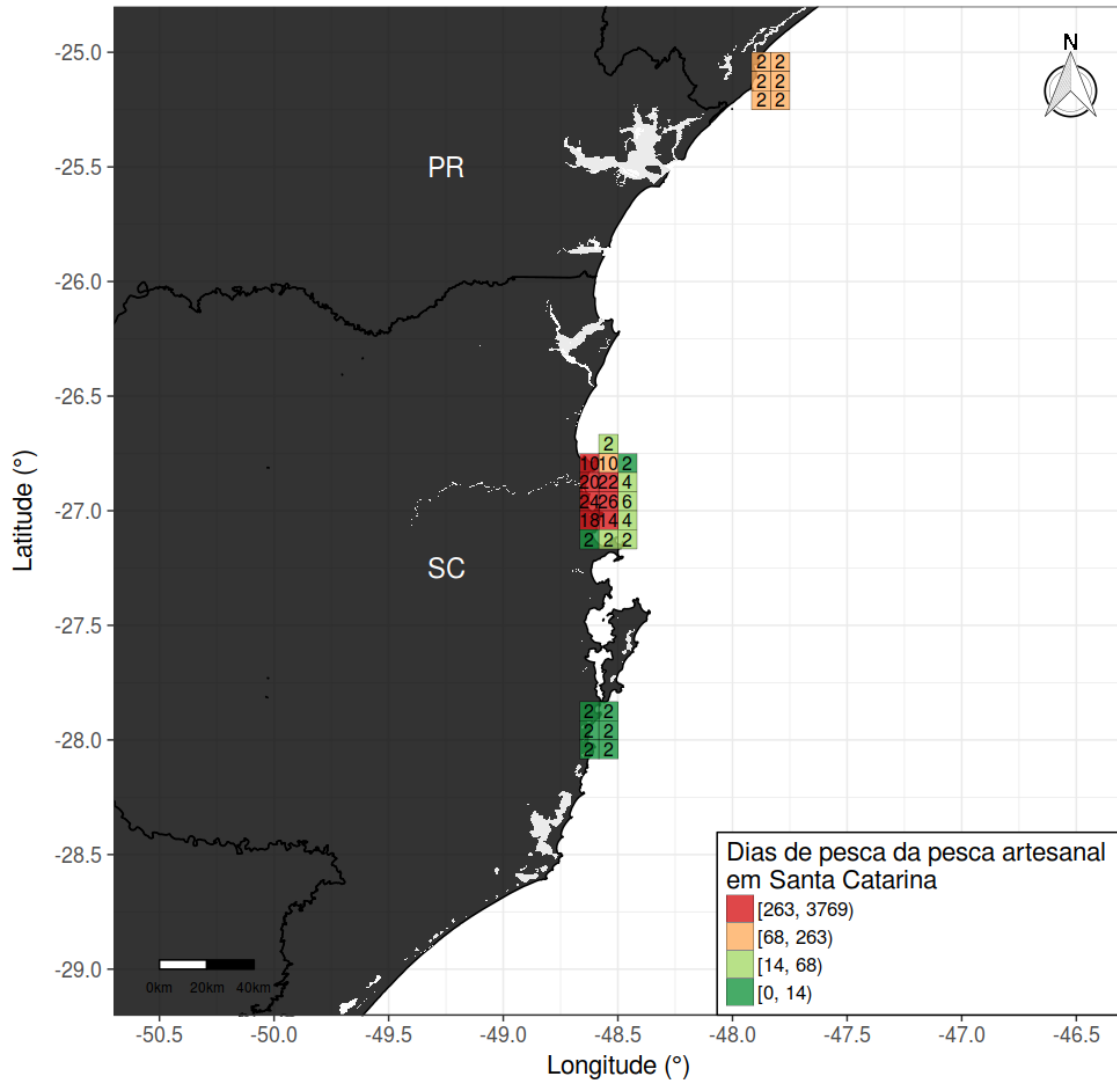 N
-25.0
2 2
2 2
2 2
-25.5
PR
-26.0
-26.5
2
10 10 2
20 22 4
24 26 6
-27.0
18 14 4
2 2 2
SC
-27.5
2 2
2 2
-28.0
2 2
-28.5
-29.0
Latitude (°)
0km 20km 40km
Dias de pesca da pesca artesanal
em Santa Catarina
[263, 3769)
[68, 263)
[14, 68)
[0, 14)
-50.5 -50.0 -49.5 -49.0 -48.5 -48.0 -47.5 -47.0 -46.5
Longitude (°)